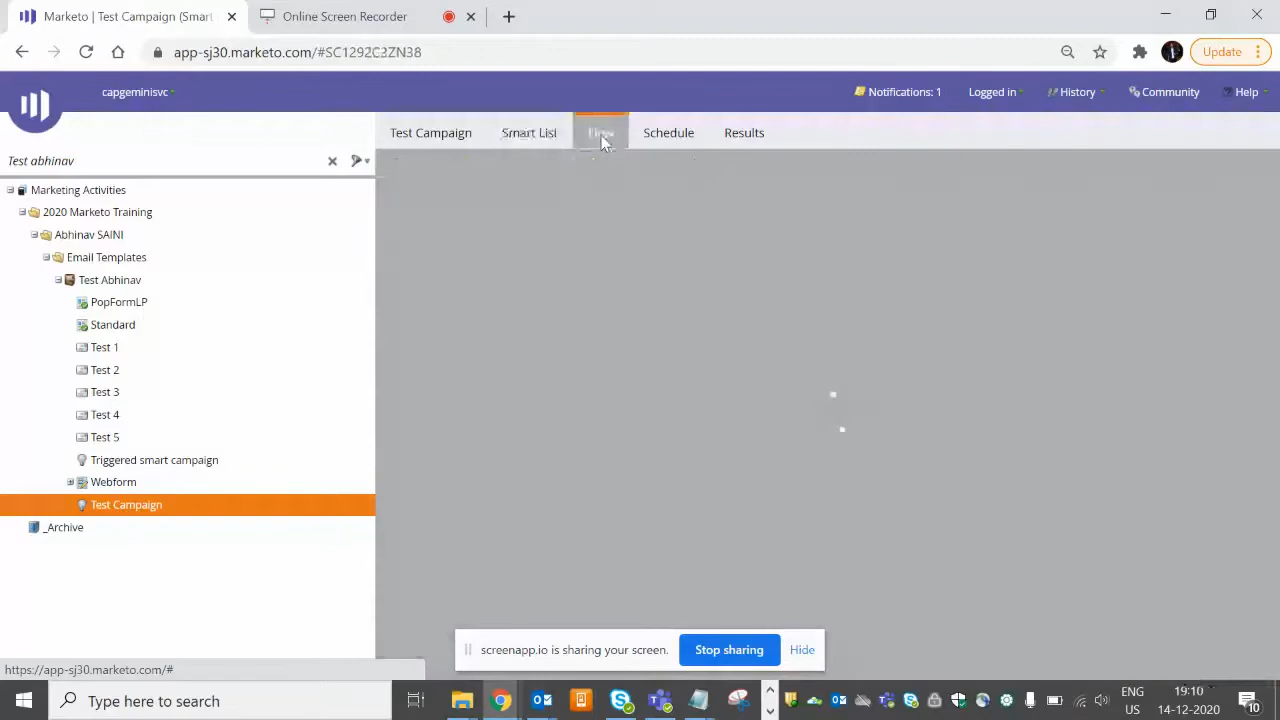 Marketo | Test Campaign (Smart
Online Screen Recorder
app-sj30.marketo.com/#SC1292C2ZN38
Update
capgeminisvc
Notifications: 1
Logged in
History
Community
Help
Test Campaign
Smart List
Schedule
Results
Test abhinav
Marketing Activities
2020 Marketo Training
Abhinav SAINI
Email Templates
Test Abhinav
PopFormLP
Standard
Test 1
Test 2
Test 3
Test 4
Test 5
Triggered smart campaign
Webform
Test Campaign
_Archive
screenapp.io is sharing your screen.
Stop sharing
Hide
https://app-sj30.marketo.com/#
Type here to search
ENG
US
19:10
14-12-2020
10